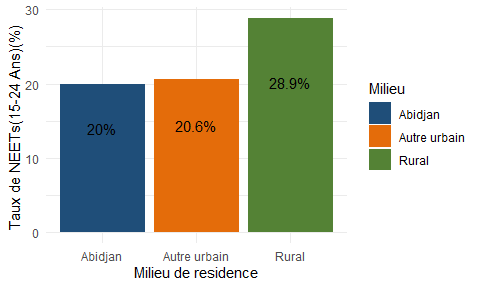 Taux de NEETs(15-24 Ans)(%)
30
20
10
0
20%
20.6%
28.9%
Abidjan
Autre urbain
Rural
Milieu de residence
Milieu
Abidjan
Autre urbain
Rural